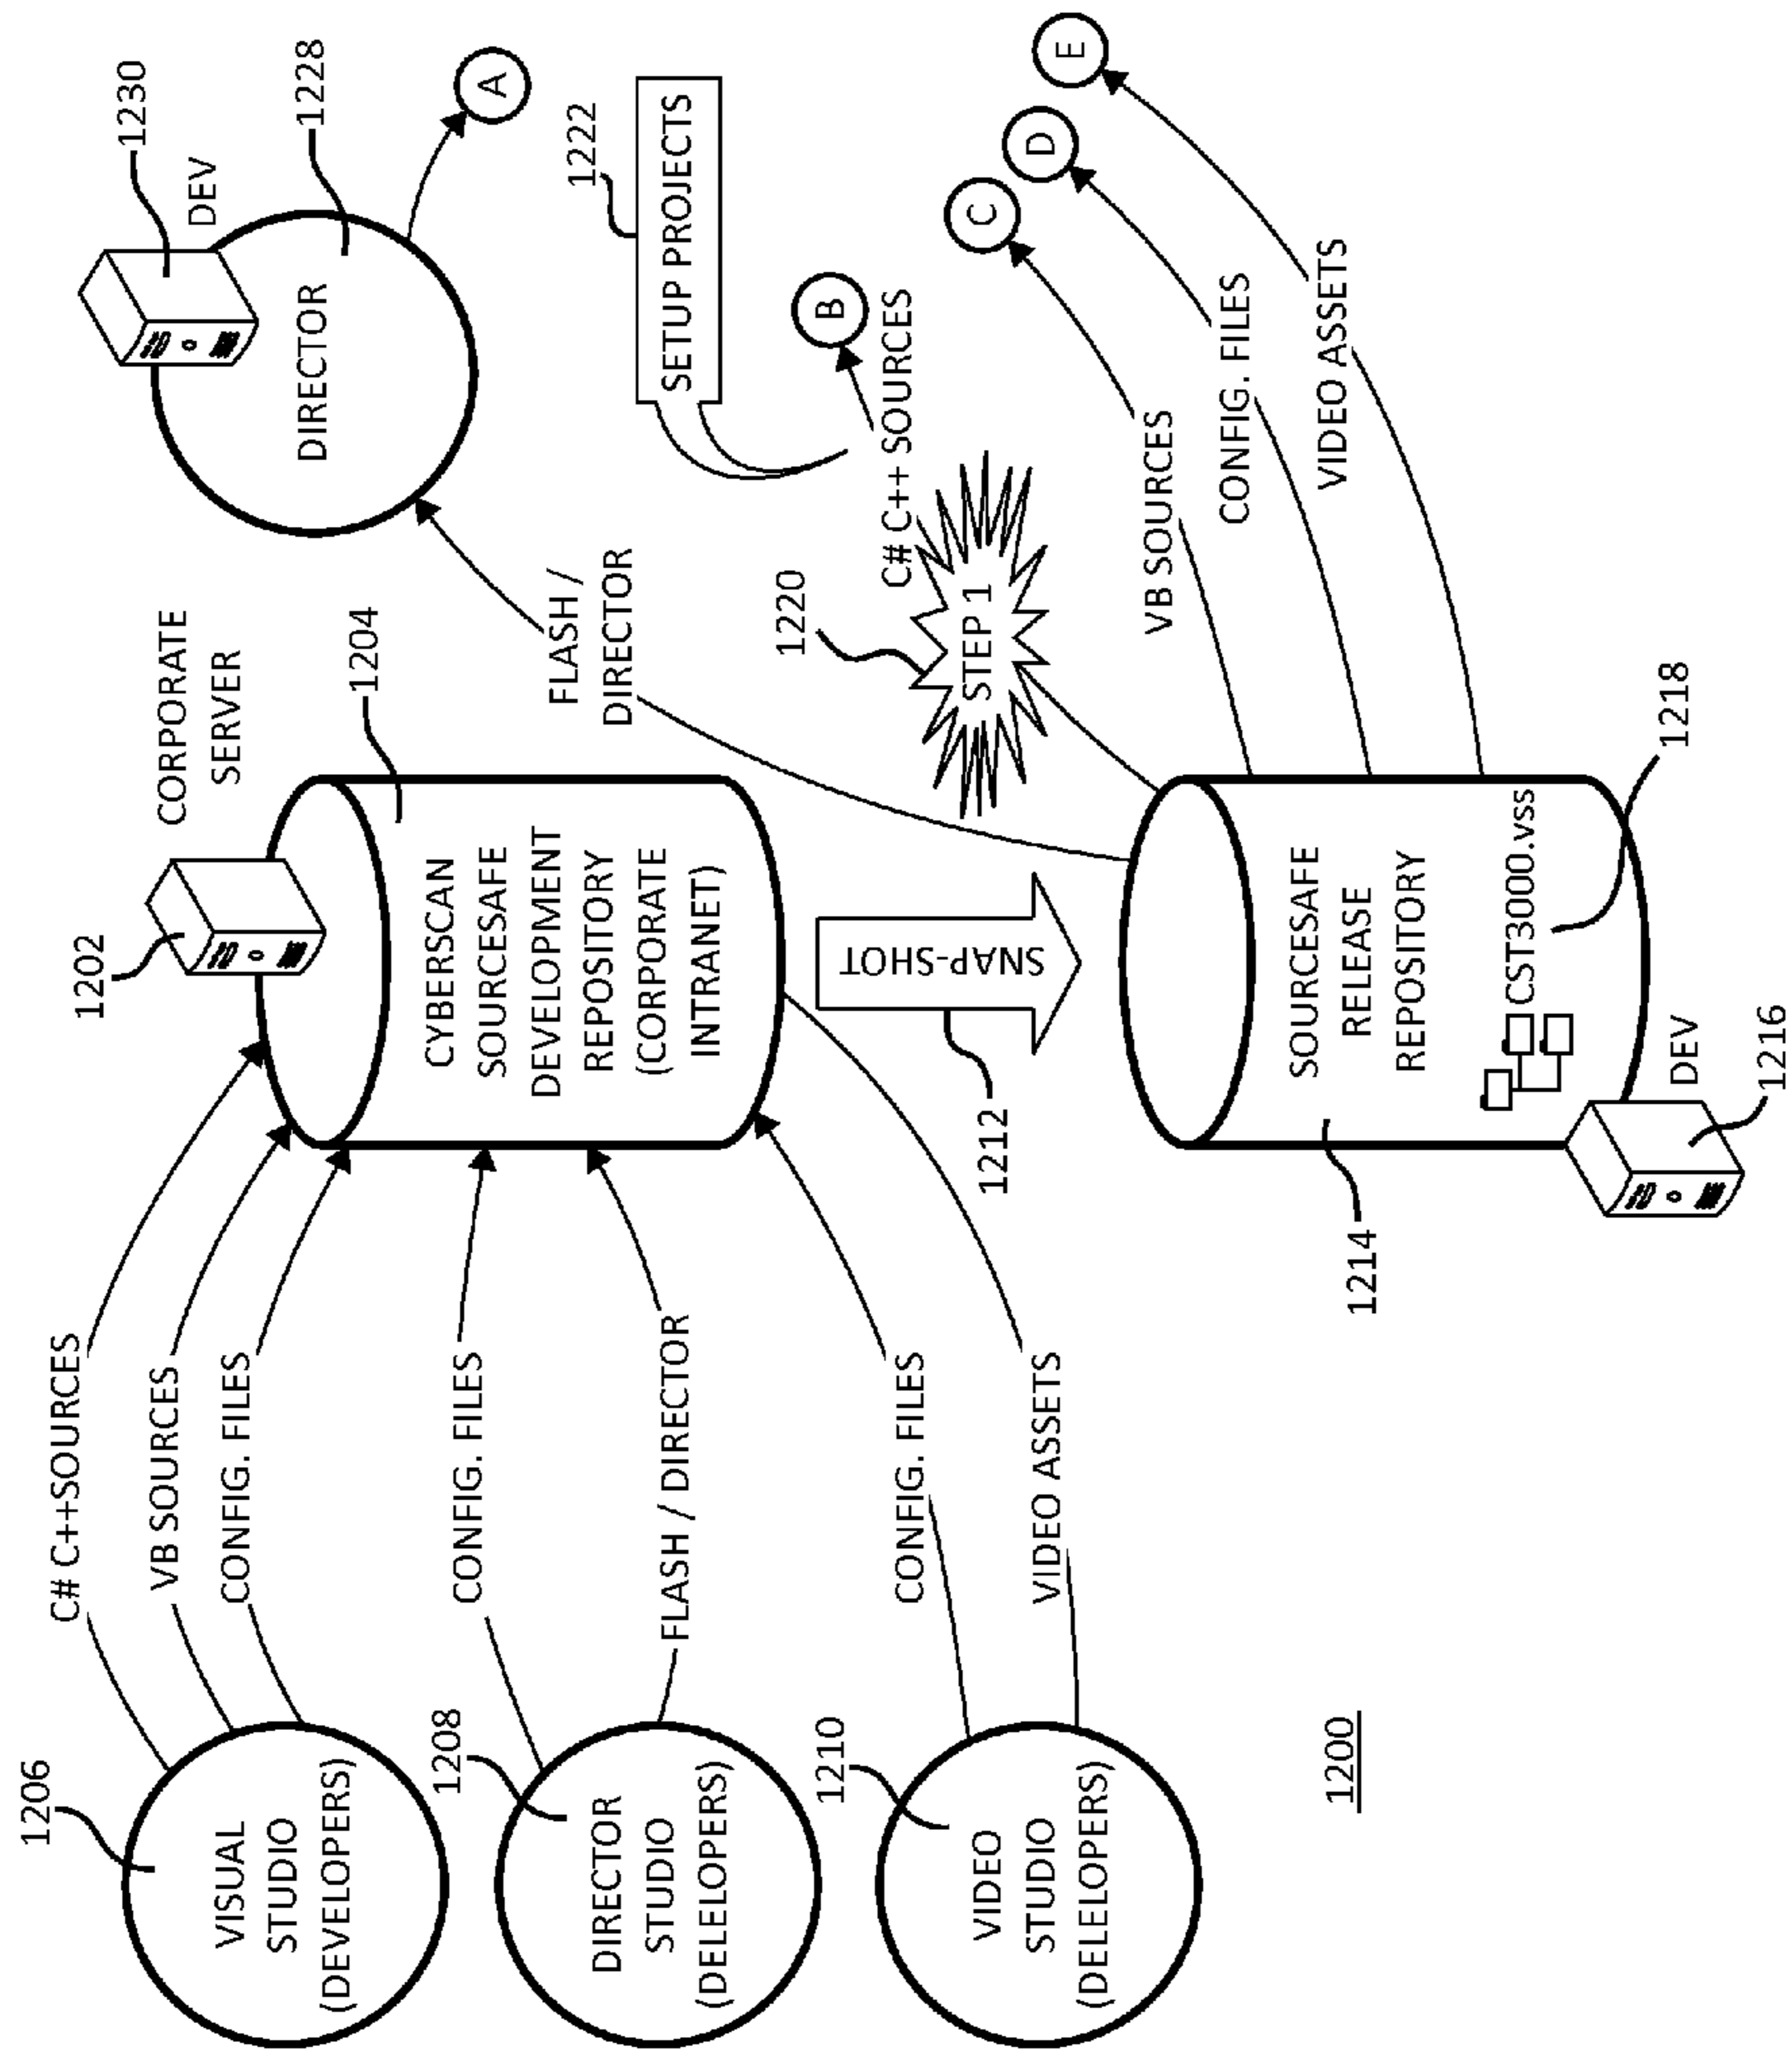 1206
VISUAL
STUDIO
(DEVELOPERS)
1208
DIRECTOR
STUDIO
(DELELOPERS)
1210
VIDEO
STUDIO
(DELELOPERS)
1200
C# C++SOURCES
VB SOURCES
CONFIG. FILES
CONFIG. FILES
FLASH / DIRECTOR
CONFIG. FILES
VIDEO ASSETS
1202
CORPORATE
SERVER
1204
CYBERSCAN
SOURCESAFE
DEVELOPMENT
REPOSITORY
(CORPORATE
INTRANET)
SNAP-SHOT
1212
1214
SOURCESAFE
RELEASE
REPOSITORY
CST3000.vss
DEV
1216
1218
FLASH /
DIRECTOR
1220
STEP 1
C# C++ SOURCES
VB SOURCES
CONFIG. FILES
VIDEO ASSETS
1230
DEV
1228
DIRECTOR
1222
SETUP PROJECTS
A
B
C
D
E